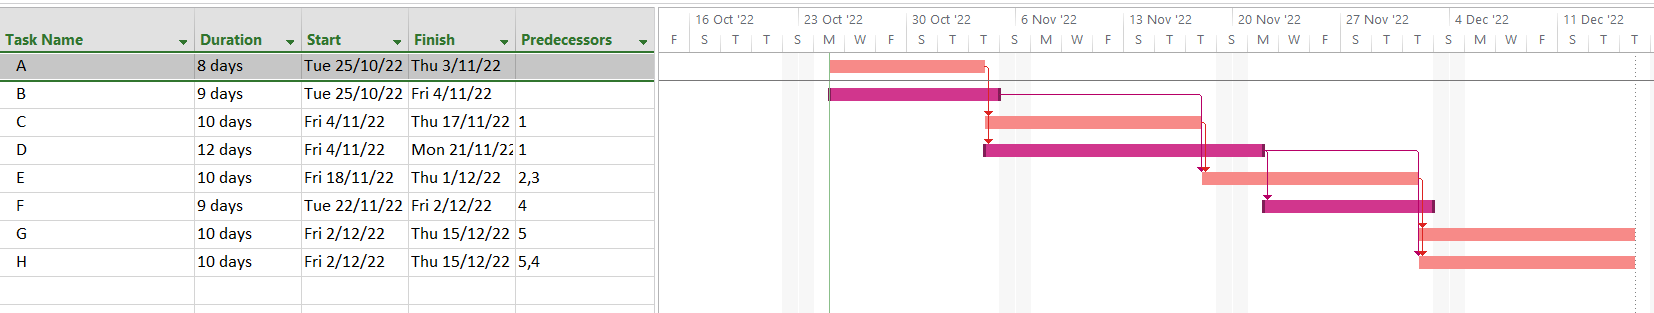 16 Oct '22 23 Oct '22 30 Oct '22 6 Nov '22 13 Nov '22 20 Nov '22 27 Nov '22 4 Dec '22 11 Dec '22
Task Name Duration Start Finish Predecessors F S T T S M W F S T T S M W F S T T S M W F S T T S M W F S T T
A 8 days Tue 25/10/22 Thu 3/11/22
B 9 days Tue 25/10/22 Fri 4/11/22
C 10 days Fri 4/11/22 Thu 17/11/22 1
D 12 days Fri 4/11/22 Mon 21/11/22 1
E 10 days Fri 18/11/22 Thu 1/12/22 2,3
F 9 days Tue 22/11/22 Fri 2/12/22 4
G 10 days Fri 2/12/22 Thu 15/12/22 5
H 10 days Fri 2/12/22 Thu 15/12/22 5,4